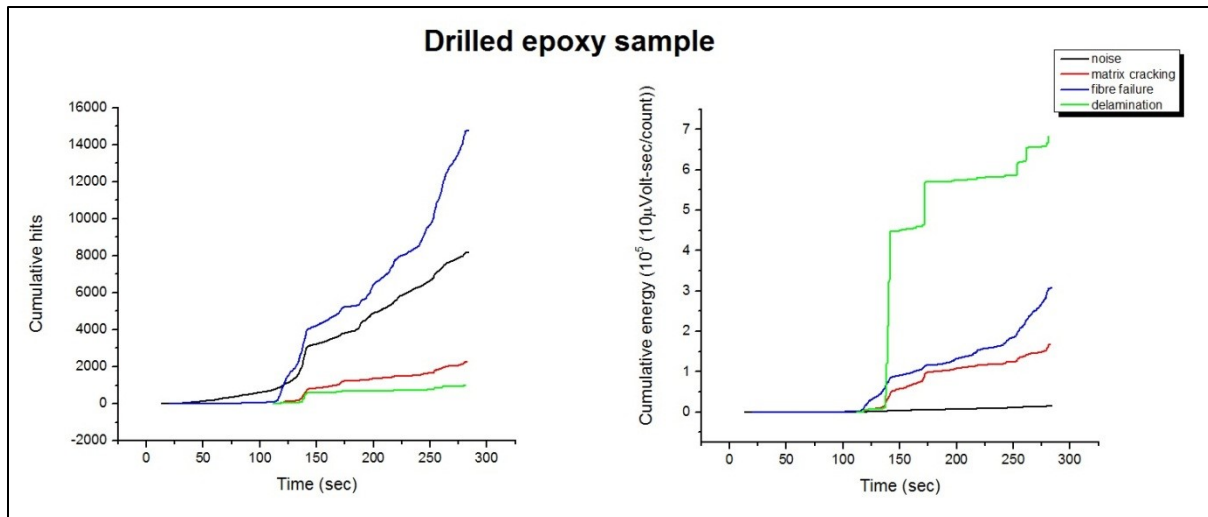 Drilled epoxy sample
noise
matrix cracking
fibre failure
delamination
Cumulative hits
16000
14000
12000
10000
8000
6000
4000
2000
0
-2000
0 50 100 150 200 250 300
Time (sec)
Cumulative energy (10⁵ (10µVolt-sec/count))
7
6
5
4
3
2
1
0
0 50 100 150 200 250 300
Time (sec)